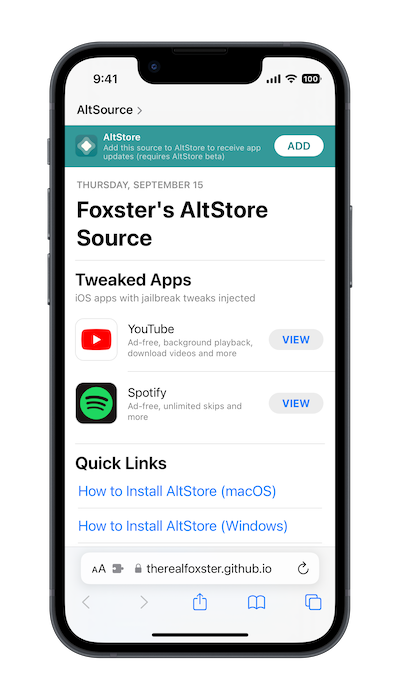 9:41
100
AltSource >
AltStore
Add this source to AltStore to receive app
updates (requires AltStore beta)
ADD
THURSDAY, SEPTEMBER 15
Foxster's AltStore
Source
Tweaked Apps
iOS apps with jailbreak tweaks injected
YouTube
Ad-free, background playback,
download videos and more
VIEW
Spotify
Ad-free, unlimited skips and
more
VIEW
Quick Links
How to Install AltStore (macOS)
How to Install AltStore (Windows)
AA therealfoxster.github.io